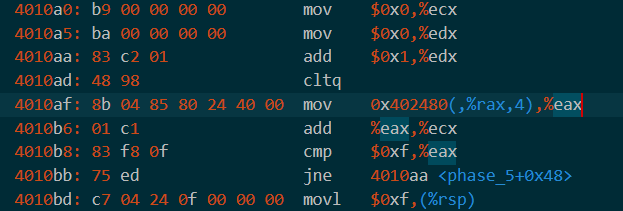 4010a0: b9 00 00 00 00 mov $0x0,%ecx
4010a5: ba 00 00 00 00 mov $0x0,%edx
4010aa: 83 c2 01 add $0x1,%edx
4010ad: 48 98 cltq
4010af: 8b 04 85 80 24 40 00 mov 0x402480(,%rax,4),%eax
4010b6: 01 c1 add %eax,%ecx
4010b8: 83 f8 0f cmp $0xf,%eax
4010bb: 75 ed jne 4010aa <phase_5+0x48>
4010bd: c7 04 24 0f 00 00 00 movl $0xf,(%rsp)